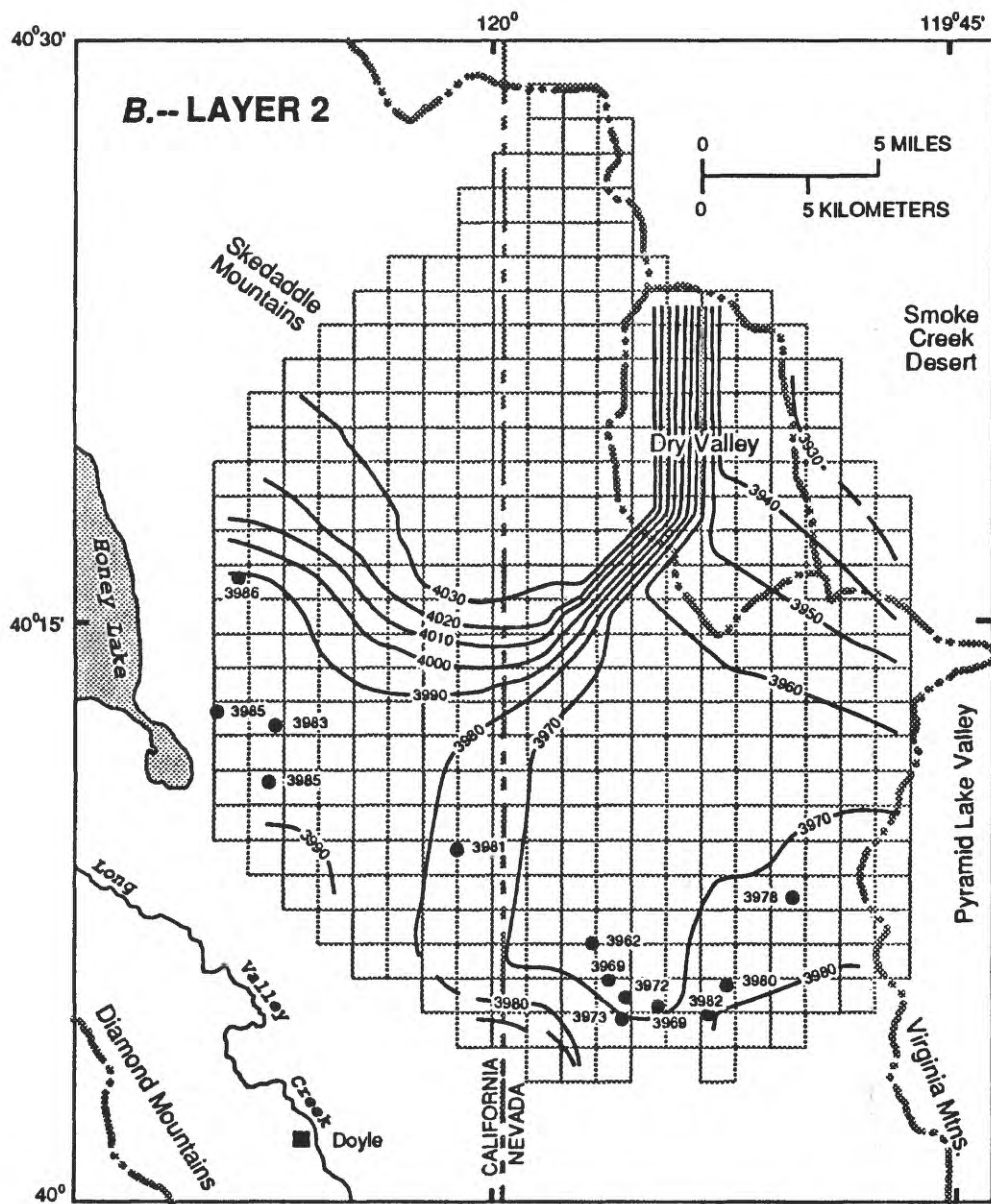 120°
119°45'
40°30'
B.-- LAYER 2
0 5 MILES
0 5 KILOMETERS
Skedaddle
Mountains
Smoke
Creek
Desert
Dry Valley
3930
3940
Honey Lake
3986
4030
4020
4010
4000
3990
40°15'
3950
3960
3985
3983
3980
3970
3985
3990
3981
3970
Pyramid Lake Valley
3978
Long
Valley
Creek
3962
3969
3972
3980
3980
3980
3982
3973
3969
Diamond Mountains
Virginia Mtns.
CALIFORNIA
NEVADA
Doyle
40°